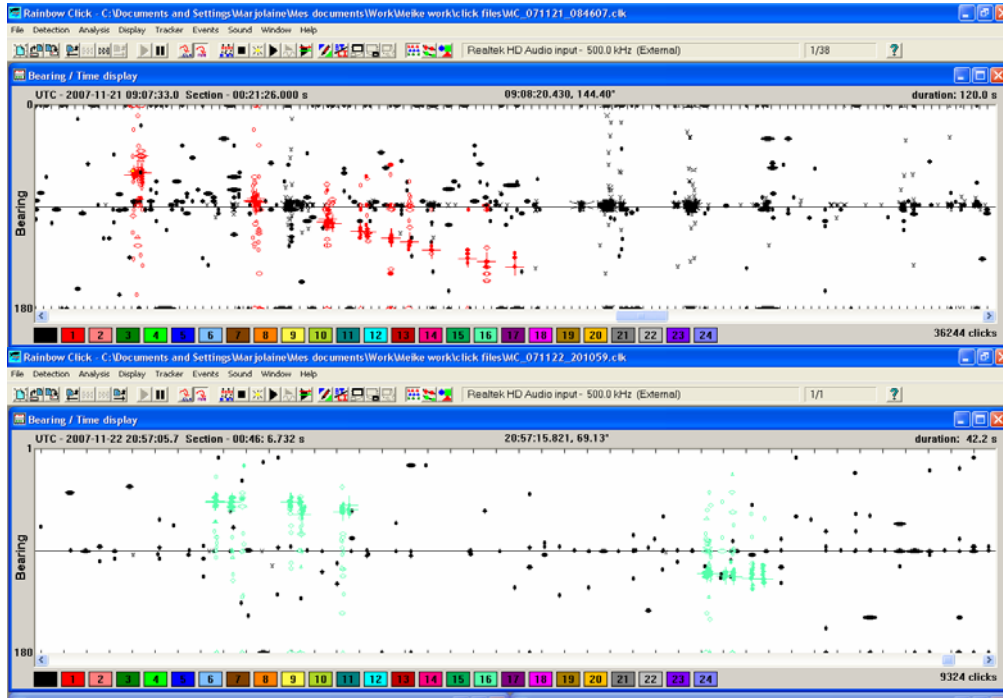 Rainbow Click - C:\Documents and Settings\Marjolaine\Mes documents\Work\Meike work\click files\MC_071121_084607.clk
File Detection Analysis Display Tracker Events Sound Window Help
Realtek HD Audio input - 500.0 kHz (External) 1/38
Bearing / Time display
UTC - 2007-11-21 09:07:33.0 Section - 00:21:26.000 s 09:08:20.430, 144.40° duration: 120.0 s
0
Bearing
180
1 2 3 4 5 6 7 8 9 10 11 12 13 14 15 16 17 18 19 20 21 22 23 24 36244 clicks
Rainbow Click - C:\Documents and Settings\Marjolaine\Mes documents\Work\Meike work\click files\MC_071122_201059.clk
File Detection Analysis Display Tracker Events Sound Window Help
Realtek HD Audio input - 500.0 kHz (External) 1/1
Bearing / Time display
UTC - 2007-11-22 20:57:05.7 Section - 00:46: 6.732 s 20:57:15.821, 69.13° duration: 42.2 s
1
Bearing
180
1 2 3 4 5 6 7 8 9 10 11 12 13 14 15 16 17 18 19 20 21 22 23 24 9324 clicks